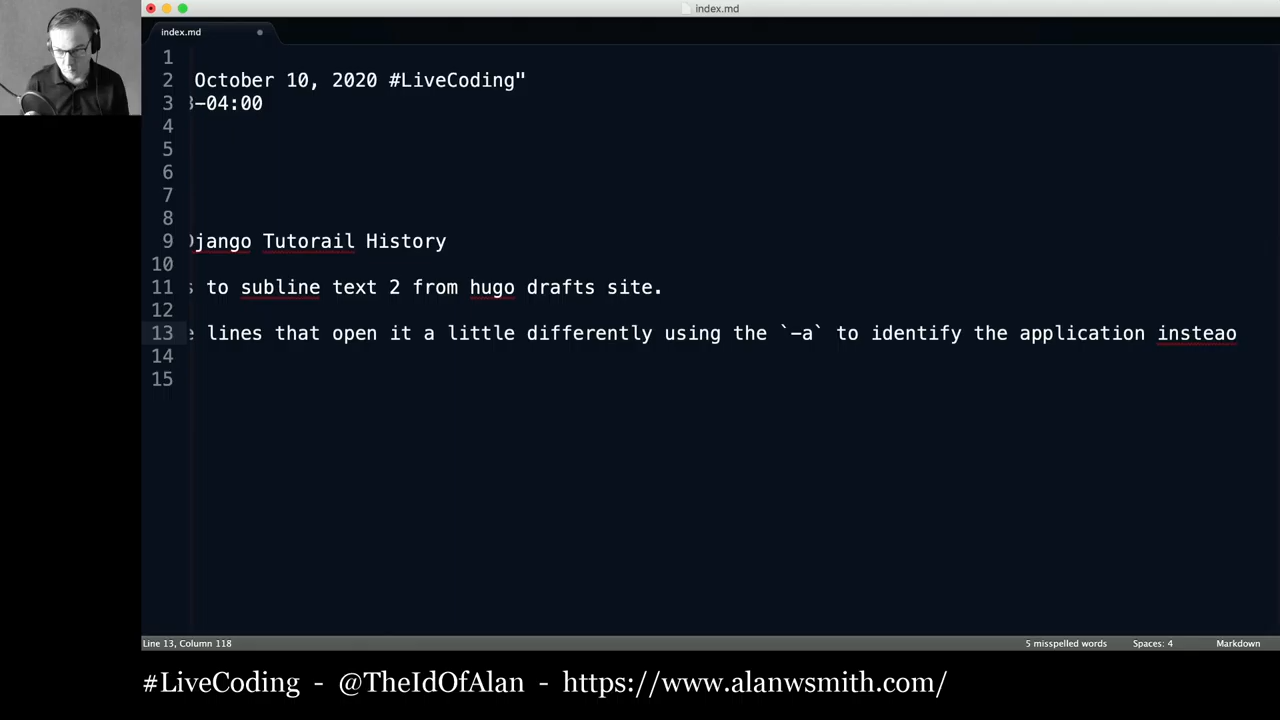 index.md
index.md
1
2 October 10, 2020 #LiveCoding"
3 -04:00
4
5
6
7
8
9 Django Tutorail History
10
11 s to subline text 2 from hugo drafts site.
12
13 e lines that open it a little differently using the `-a` to identify the application insteao
14
15
Line 13, Column 118 5 misspelled words Spaces: 4 Markdown
#LiveCoding - @TheIdOfAlan - https://www.alanwsmith.com/